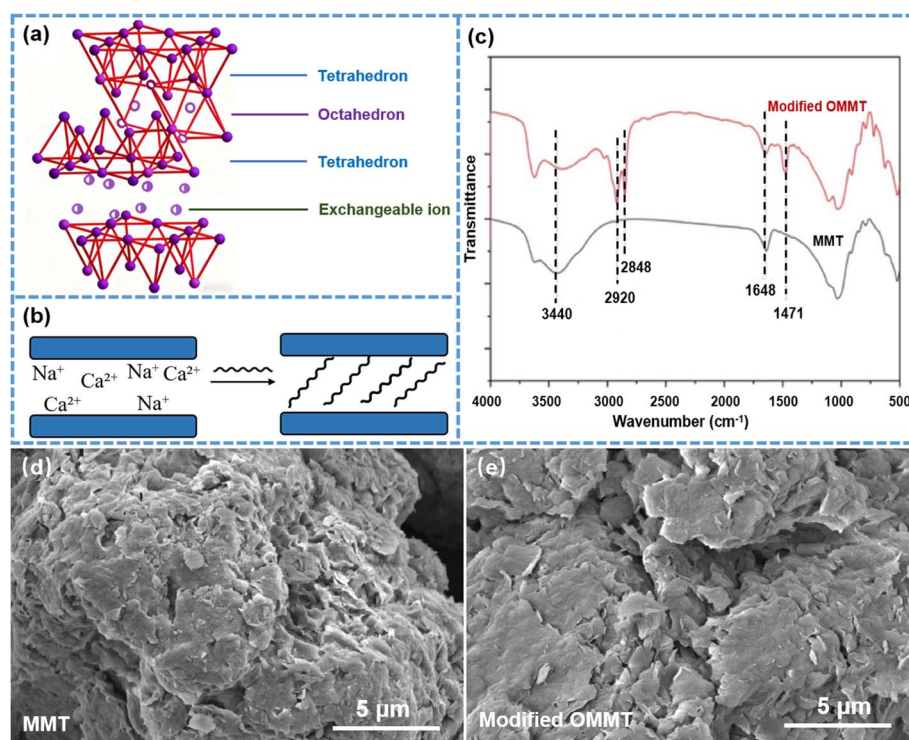 (a)
Tetrahedron
Octahedron
Tetrahedron
Exchangeable ion
(b)
Na⁺ Ca²⁺ Na⁺ Ca²⁺
Ca²⁺ Na⁺
(c)
Transmittance
Modified OMMT
MMT
3440
2920
2848
1648
1471
4000 3500 3000 2500 2000 1500 1000 500
Wavenumber (cm⁻¹)
(d)
MMT
5 μm
(e)
Modified OMMT
5 μm